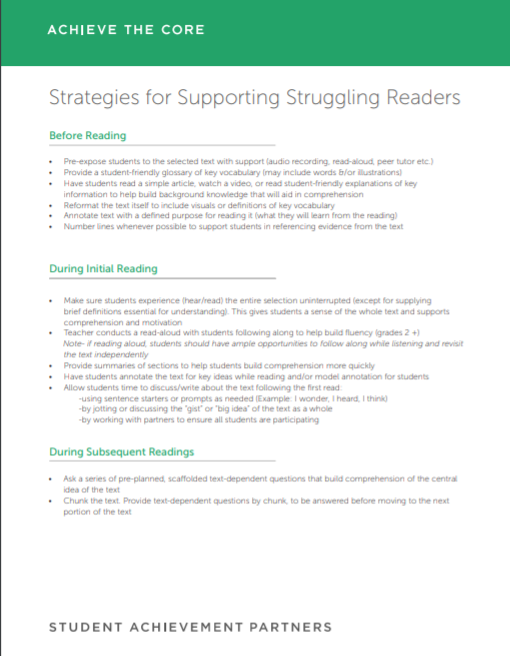 ACHIEVE THE CORE
Strategies for Supporting Struggling Readers
Before Reading
• Pre-expose students to the selected text with support (audio recording, read-aloud, peer tutor etc.)
• Provide a student-friendly glossary of key vocabulary (may include words b/or illustrations)
• Have students read a simple article, watch a video, or read student-friendly explanations of key
information to help build background knowledge that will aid in comprehension
• Reformat the text itself to include visuals or definitions of key vocabulary
• Annotate text with a defined purpose for reading it (what they will learn from the reading)
• Number lines whenever possible to support students in referencing evidence from the text
During Initial Reading
• Make sure students experience (hear/read) the entire selection uninterrupted (except for supplying
brief definitions essential for understanding). This gives students a sense of the whole text and supports
comprehension and motivation
• Teacher conducts a read-aloud with students following along to help build fluency (grades 2 +)
Note- if reading aloud, students should have ample opportunities to follow along while listening and revisit
the text independently
• Provide summaries of sections to help students build comprehension more quickly
• Have students annotate the text for key ideas while reading and/or model annotation for students
• Allow students time to discuss/write about the text following the first read:
-using sentence starters or prompts as needed (Example: I wonder, I heard, I think)
-by jotting or discussing the "gist" or "big idea" of the text as a whole
-by working with partners to ensure all students are participating
During Subsequent Readings
• Ask a series of pre-planned, scaffolded text-dependent questions that build comprehension of the central
idea of the text
• Chunk the text. Provide text-dependent questions by chunk, to be answered before moving to the next
portion of the text
STUDENT ACHIEVEMENT PARTNERS